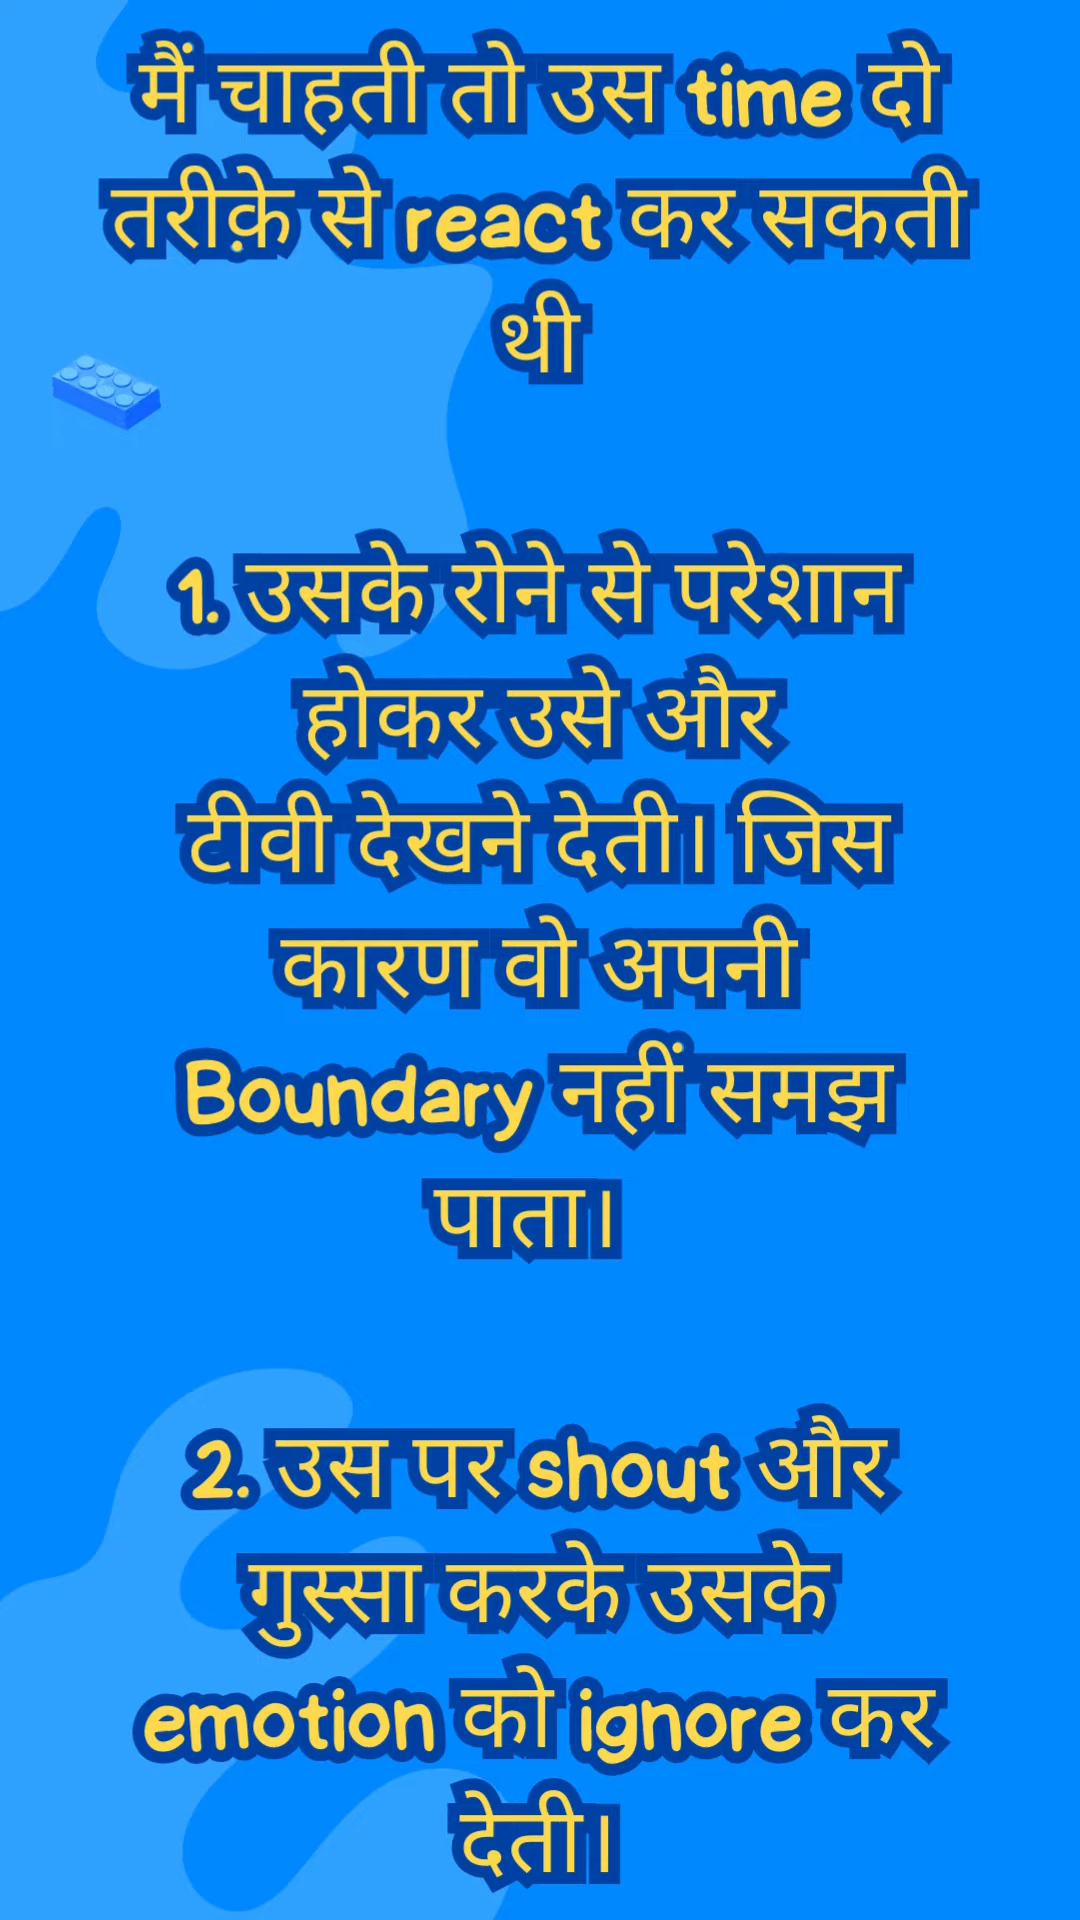 मैं चाहती तो उस time दो
तरीक़े से react कर सकती
थी
1. उसके रोने से परेशान
होकर उसे और
टीवी देखने देती। जिस
कारण वो अपनी
Boundary नहीं समझ
पाता।
2. उस पर shout और
गुस्सा करके उसके
emotion को ignore कर
देती।